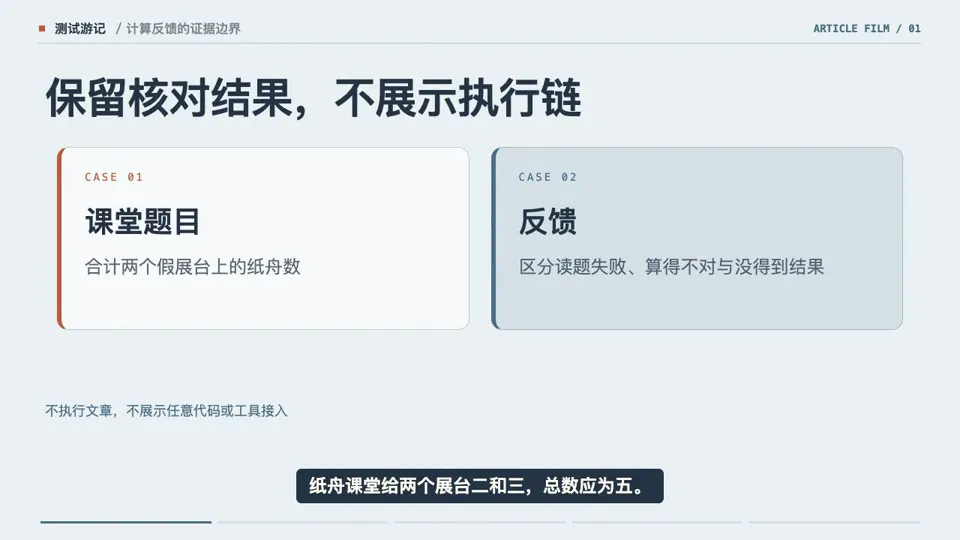 测试游记 / 计算反馈的证据边界
ARTICLE FILM / 01
保留核对结果，不展示执行链
CASE 01
课堂题目
合计两个假展台上的纸舟数
CASE 02
反馈
区分读题失败、算得不对与没得到结果
不执行文章，不展示任意代码或工具接入
纸舟课堂给两个展台二和三，总数应为五。